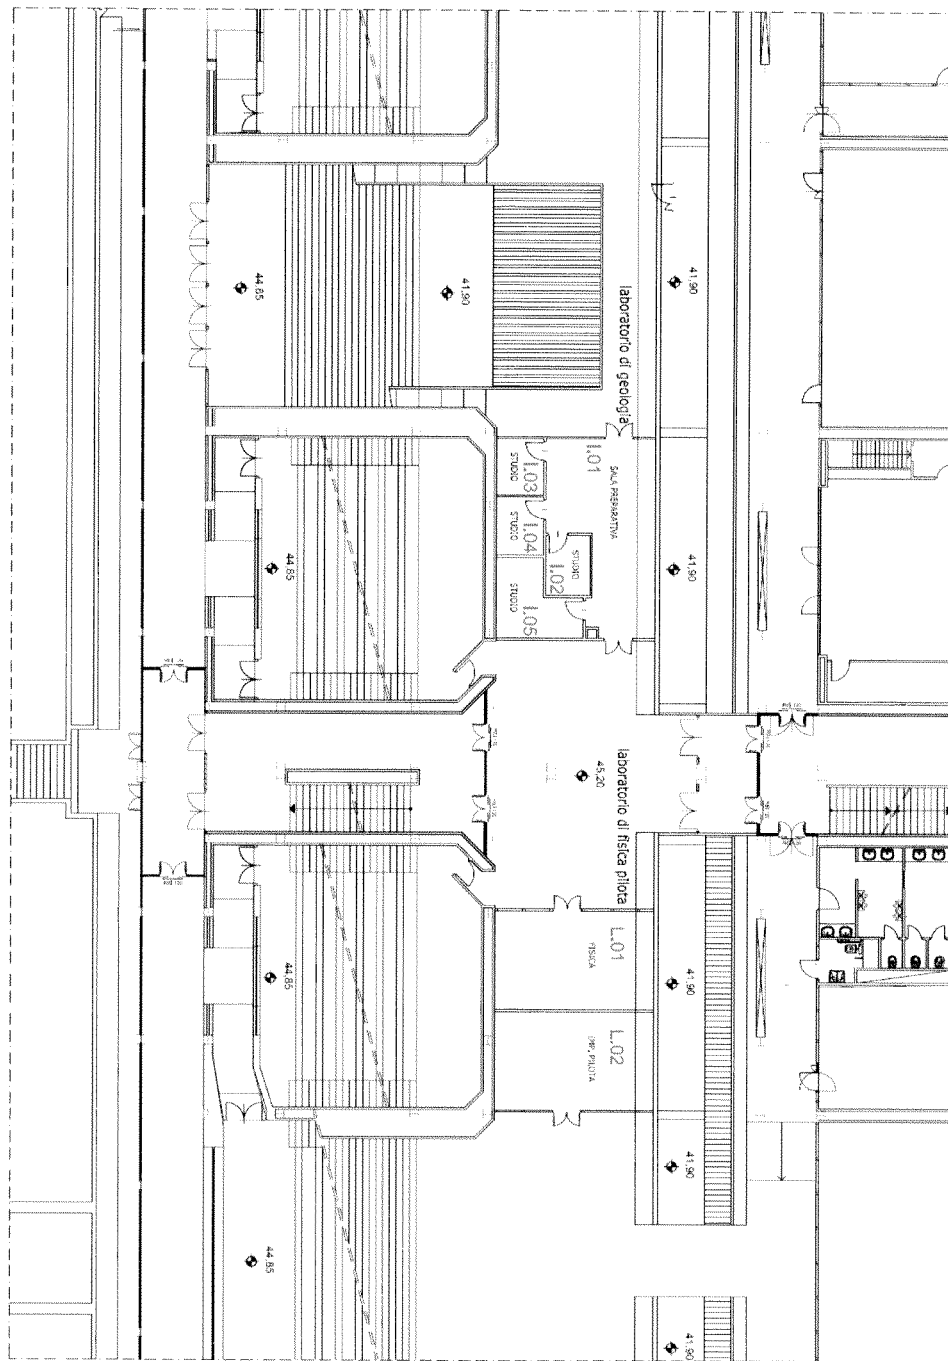 44.85
41.90
41.90
laboratorio di geologia
L.01
SALA PREPARATIVA
L.03
STUDIO
L.04
STUDIO
L.02
STUDIO
L.05
STUDIO
44.85
41.90
laboratorio di fisica pilota
45.20
L.01
FISICA
L.02
IMP. PILOTA
44.85
41.90
41.90
44.85
41.90